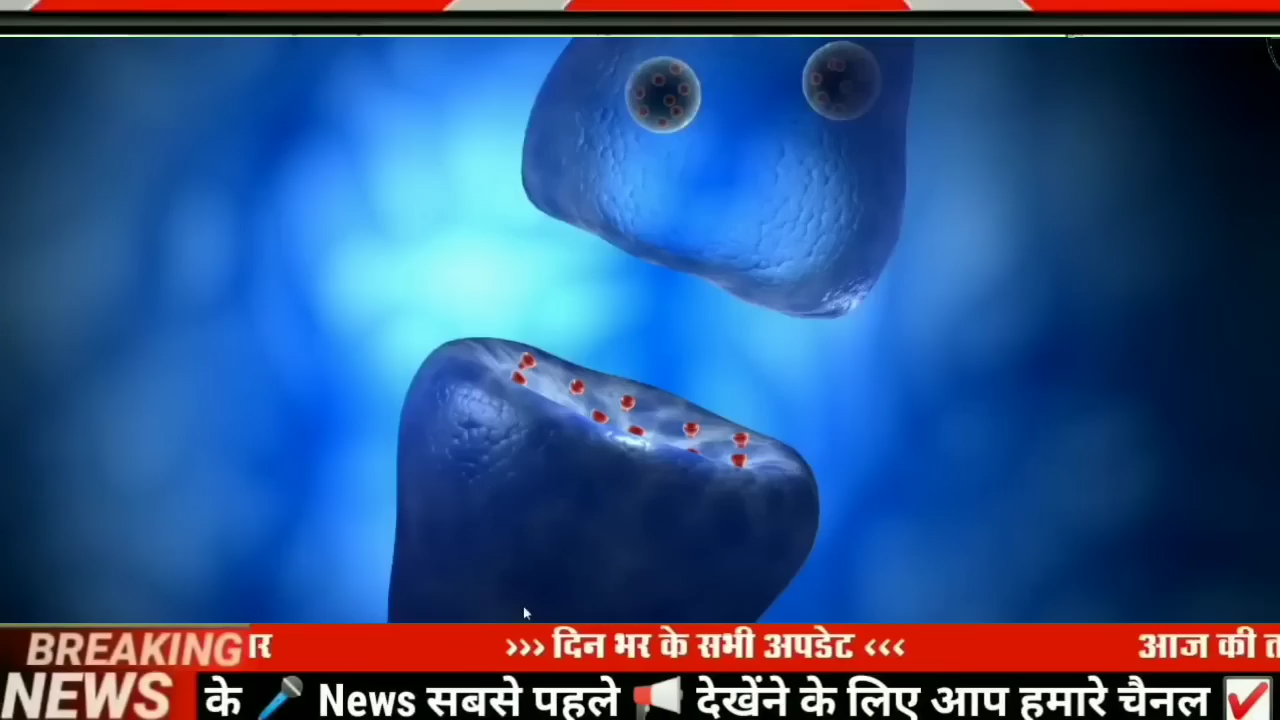 BREAKING
NEWS
र >>> दिन भर के सभी अपडेट <<< आज की त
के 🎤 News सबसे पहले 📢 देखेंने के लिए आप हमारे चैनल ✅